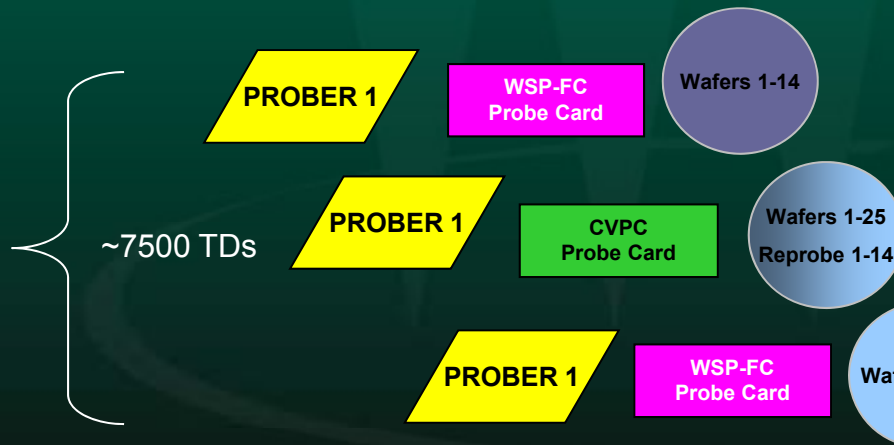 PROBER 1
WSP-FC
Probe Card
Wafers 1-14
~7500 TDs
PROBER 1
CVPC
Probe Card
Wafers 1-25
Reprobe 1-14
PROBER 1
WSP-FC
Probe Card